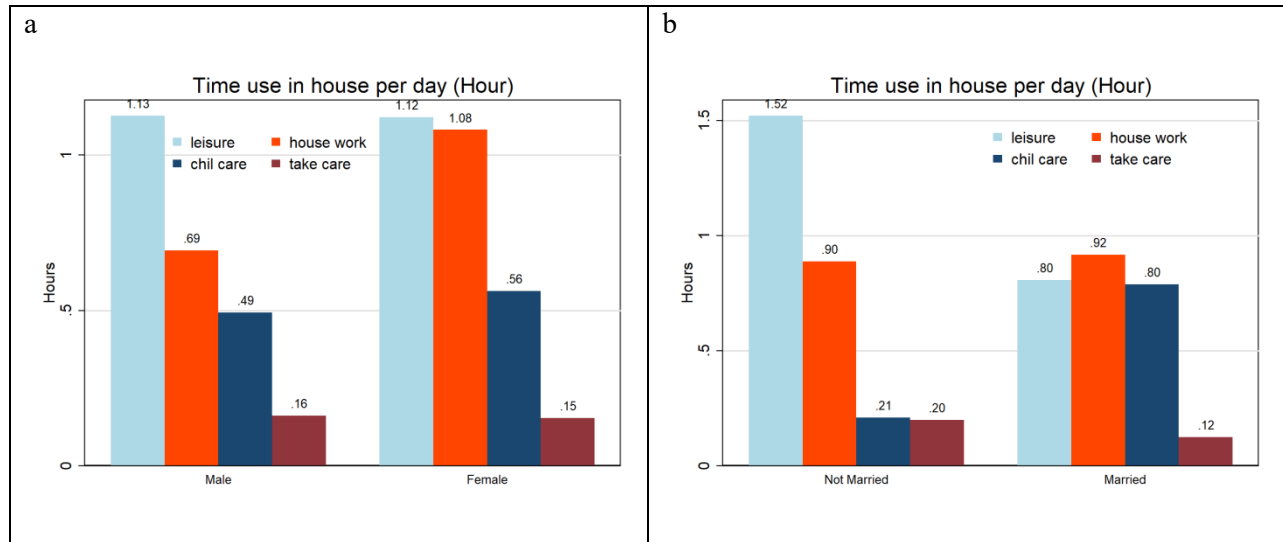 a
Time use in house per day (Hour)
1.13
1.12
1.08
leisure
house work
chil care
take care
1
.69
.56
.49
.5
.16
.15
0
Hours
Male
Female
b
Time use in house per day (Hour)
1.52
1.5
leisure
house work
chil care
take care
1
.90
.92
.80
.80
.5
.21
.20
.12
0
Hours
Not Married
Married